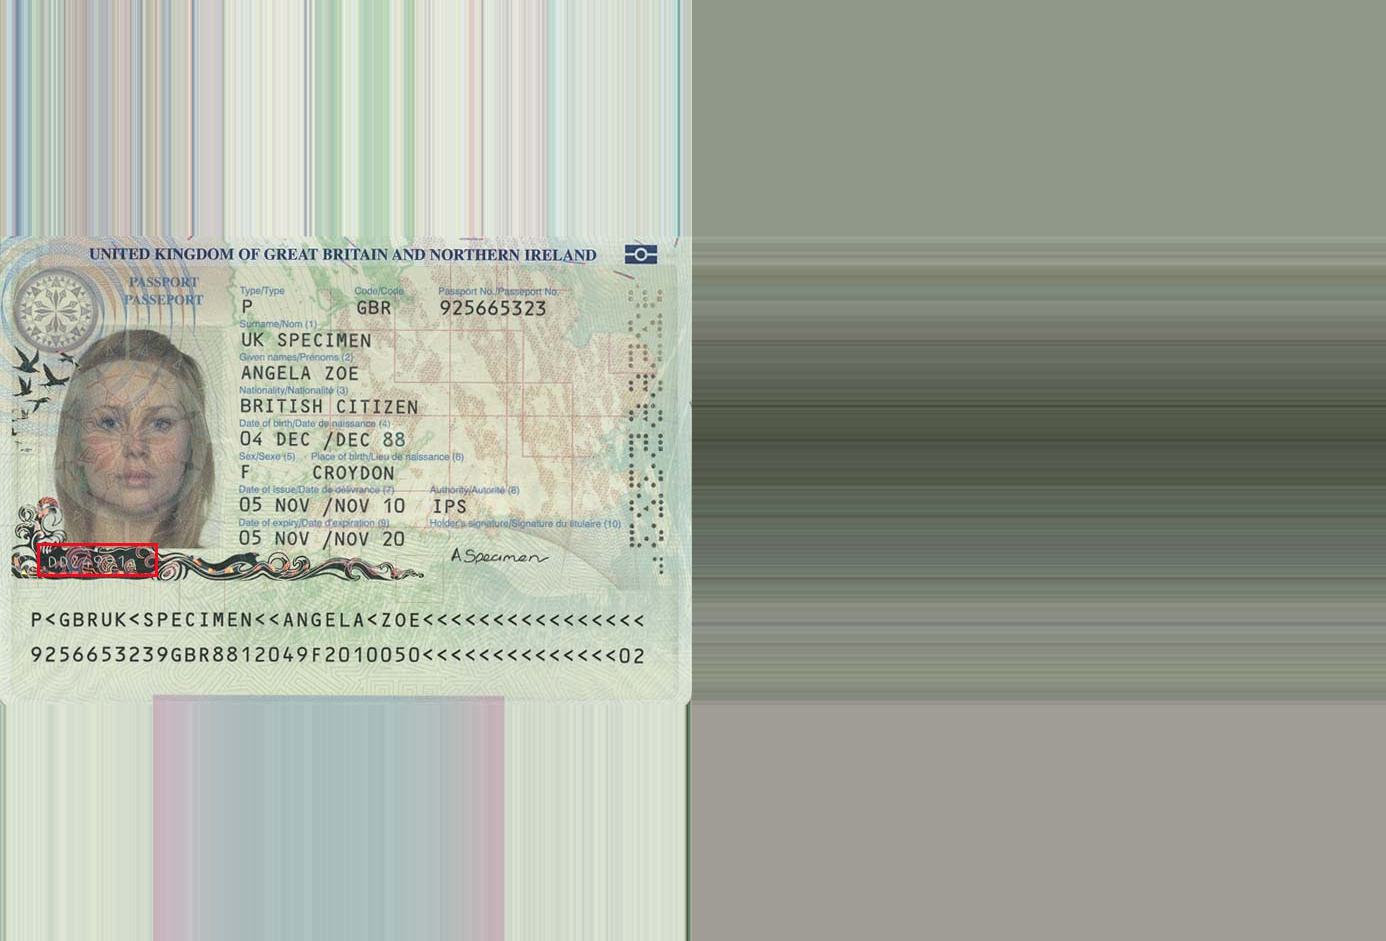 UNITED KINGDOM OF GREAT BRITAIN AND NORTHERN IRELAND
PASSPORT
PASSEPORT
Type/Type Code/Code Passport No./Passeport No.
P GBR 925665323
Surname/Nom (1)
UK SPECIMEN
Given names/Prénoms (2)
ANGELA ZOE
Nationality/Nationalité (3)
BRITISH CITIZEN
Date of birth/Date de naissance (4)
04 DEC /DEC 88
Sex/Sexe (5) Place of birth/Lieu de naissance (6)
F CROYDON
Date of issue/Date de délivrance (7) Authority/Autorité (8)
05 NOV /NOV 10 IPS
Date of expiry/Date d'expiration (9) Holder's signature/Signature du titulaire (10)
05 NOV /NOV 20
A Specimen
P<GBRUK<SPECIMEN<<ANGELA<ZOE<<<<<<<<<<<<<<<<
9256653239GBR8812049F2010050<<<<<<<<<<<<<<02